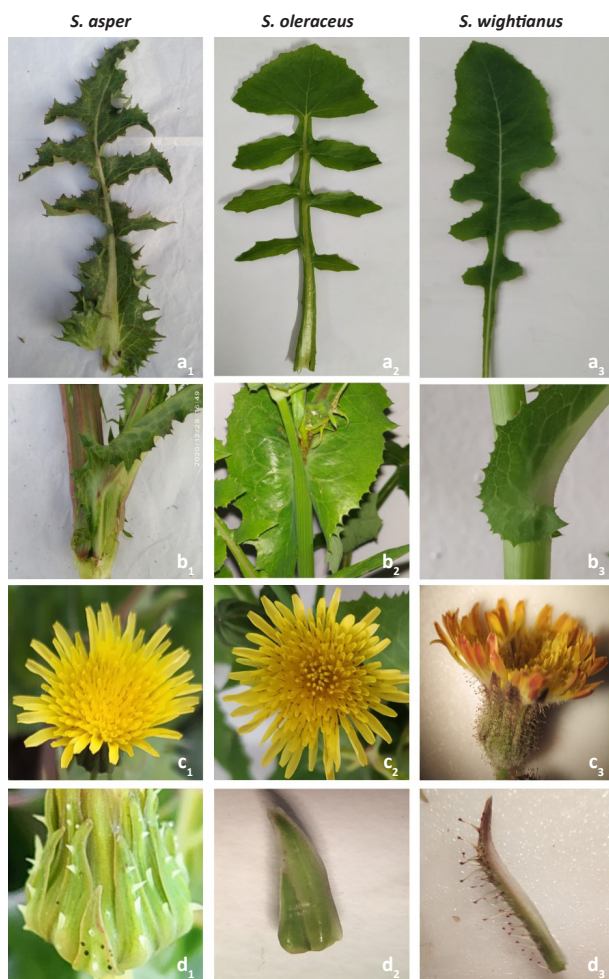 S. asper
S. oleraceus
S. wightianus
a1
a2
a3
b1
b2
b3
c1
c2
c3
d1
d2
d3